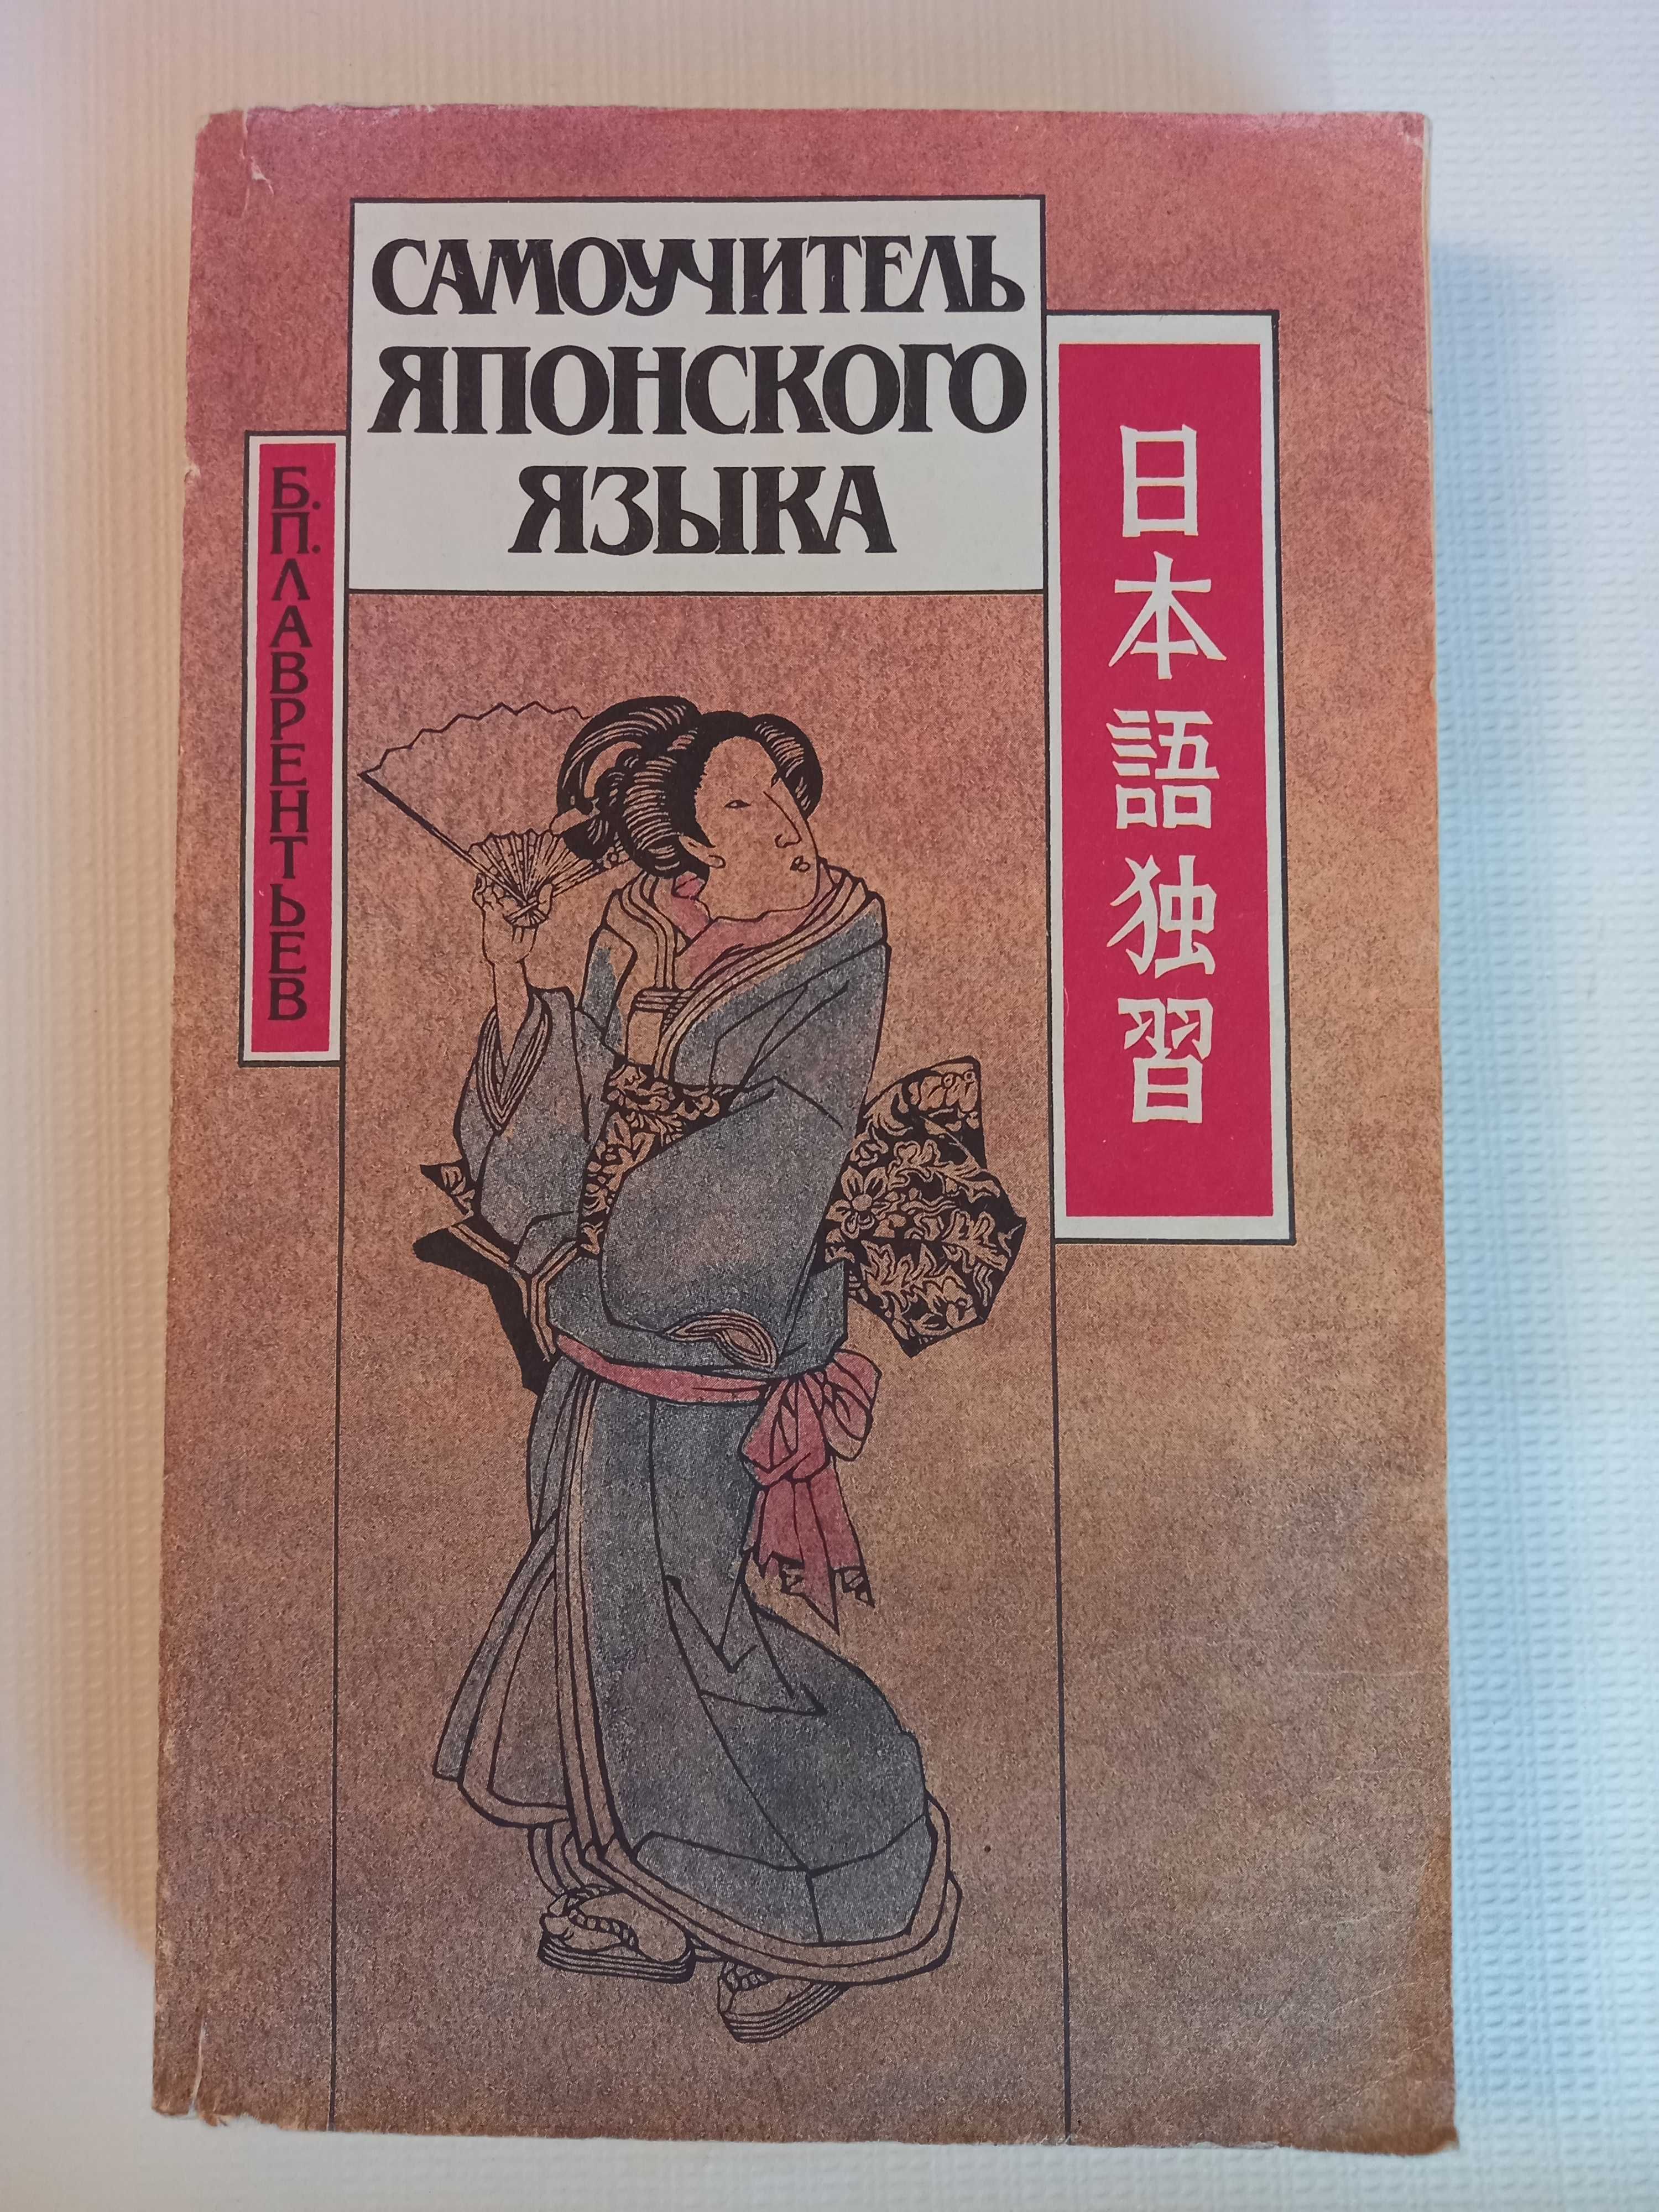 САМОУЧИТЕЛЬ
ЯПОНСКОГО
ЯЗЫКА
Б.П.ЛАВРЕНТЬЕВ
日本語独習